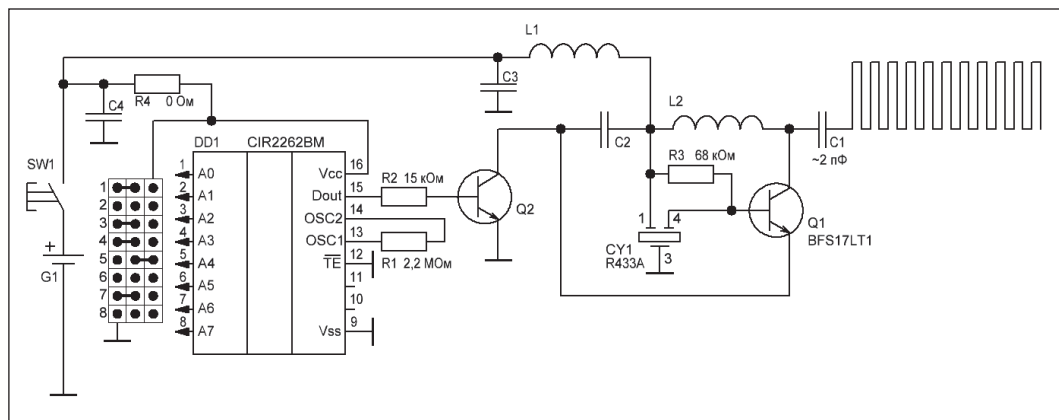 L1
C3
C4
R4 0 Ом
L2
C2
C1
~2 пФ
R3 68 кОм
DD1 CIR2262BM
SW1
+
G1
1
2
3
4
5
6
7
8
1 A0
2 A1
3 A2
4 A3
5 A4
6 A5
7 A6
8 A7
Vcc 16
Dout 15
OSC2 14
OSC1 13
TE 12
11
10
Vss 9
R2 15 кОм
R1 2,2 МОм
Q2
1 4
3
CY1
R433A
Q1
BFS17LT1